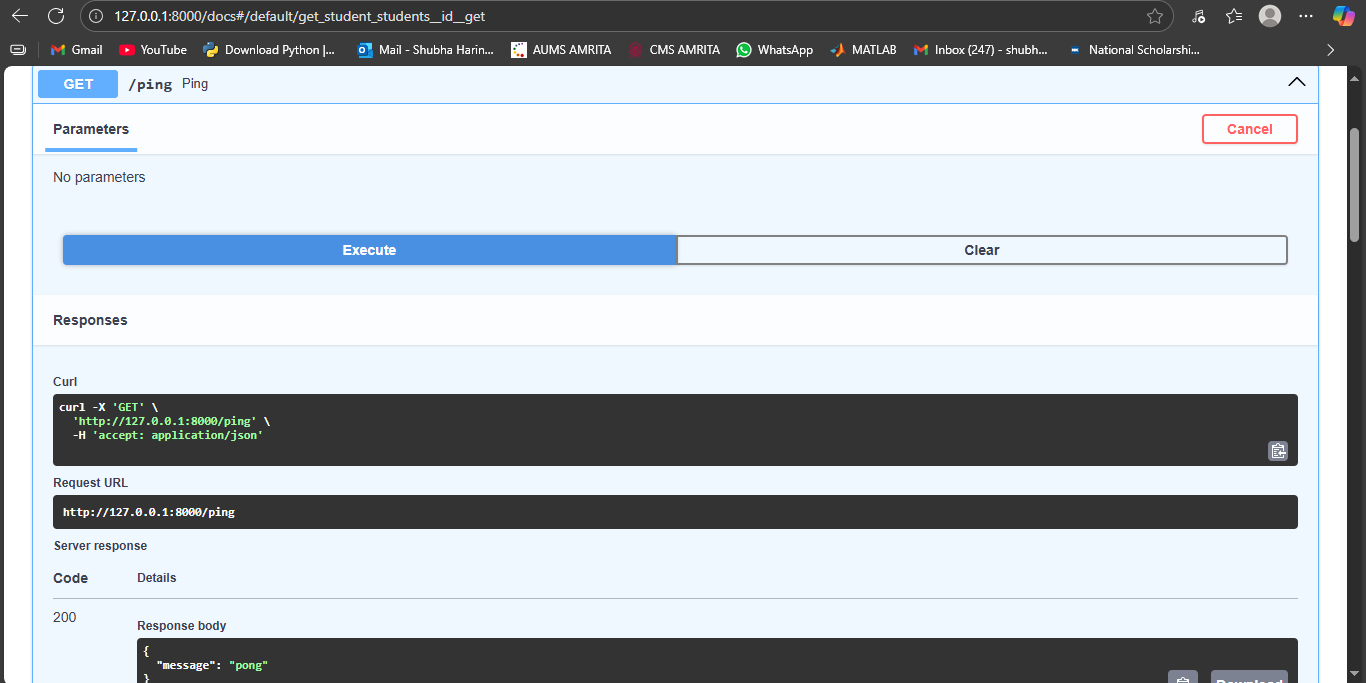 127.0.0.1:8000/docs#/default/get_student_students__id__get
Gmail YouTube Download Python |... Mail - Shubha Harin... AUMS AMRITA CMS AMRITA WhatsApp MATLAB Inbox (247) - shubh... National Scholarshi...
GET /ping Ping
Parameters Cancel
No parameters
Execute Clear
Responses
Curl
curl -X 'GET' \
'http://127.0.0.1:8000/ping' \
-H 'accept: application/json'
Request URL
http://127.0.0.1:8000/ping
Server response
Code Details
200
Response body
{
"message": "pong"
}
Download